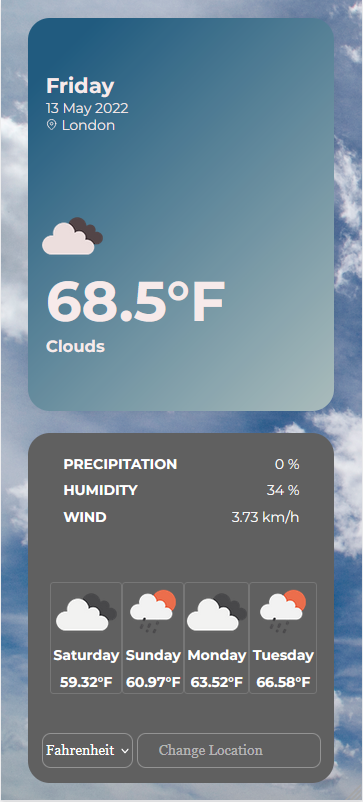 Friday
13 May 2022
London
68.5°F
Clouds
PRECIPITATION 0 %
HUMIDITY 34 %
WIND 3.73 km/h
Saturday Sunday Monday Tuesday
59.32°F 60.97°F 63.52°F 66.58°F
Fahrenheit Change Location